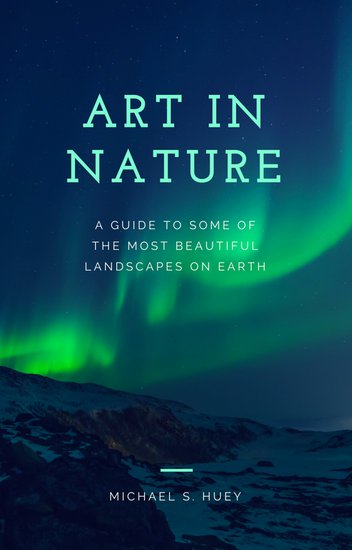 ART IN
NATURE
A GUIDE TO SOME OF
THE MOST BEAUTIFUL
LANDSCAPES ON EARTH
MICHAEL S. HUEY